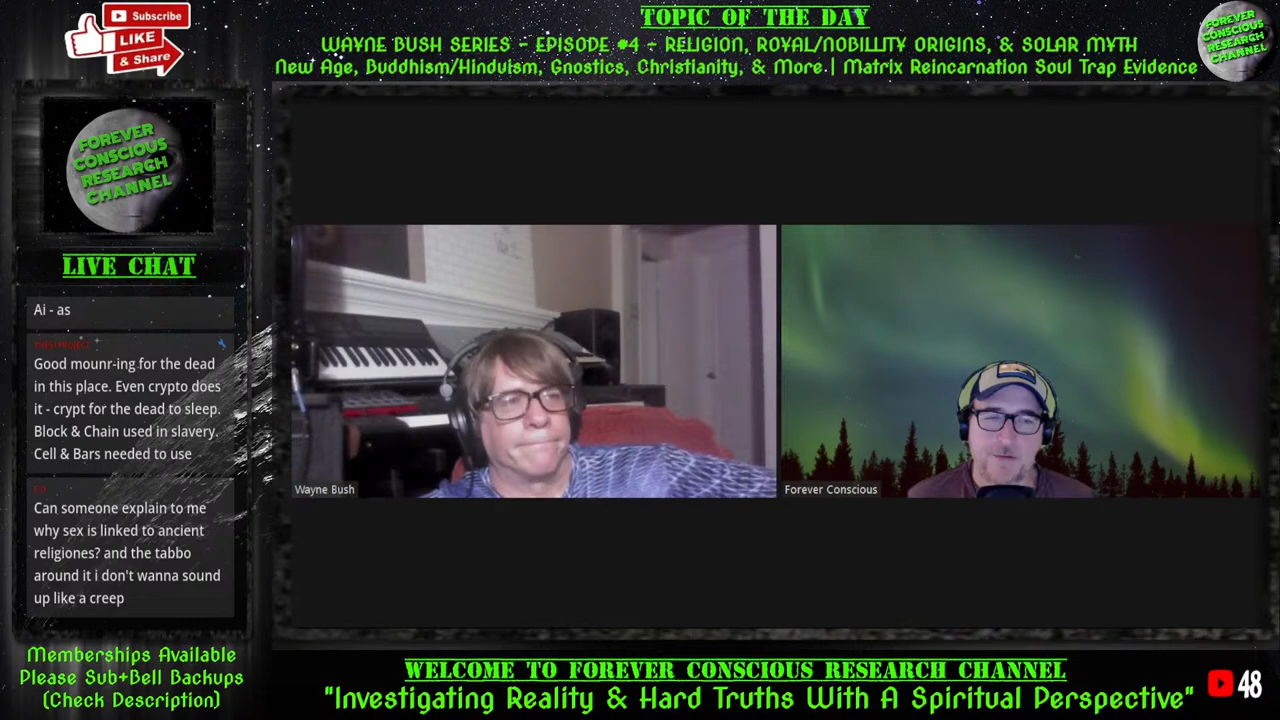 TOPIC OF THE DAY
WAYNE BUSH SERIES - EPISODE #4 - RELIGION, ROYAL/NOBILLITY ORIGINS, & SOLAR MYTH
New Age, Buddhism/Hinduism, Gnostics, Christianity, & More | Matrix Reincarnation Soul Trap Evidence
Subscribe
LIKE
& Share
FOREVER
CONSCIOUS
RESEARCH
CHANNEL
FOREVER
CONSCIOUS
RESEARCH
CHANNEL
LIVE CHAT
Ai - as
Good mounr-ing for the dead
in this place. Even crypto does
it - crypt for the dead to sleep.
Block & Chain used in slavery.
Cell & Bars needed to use
Can someone explain to me
why sex is linked to ancient
religiones? and the tabbo
around it i don't wanna sound
up like a creep
Wayne Bush
Forever Conscious
Memberships Available
Please Sub+Bell Backups
(Check Description)
WELCOME TO FOREVER CONSCIOUS RESEARCH CHANNEL
"Investigating Reality & Hard Truths With A Spiritual Perspective"
48